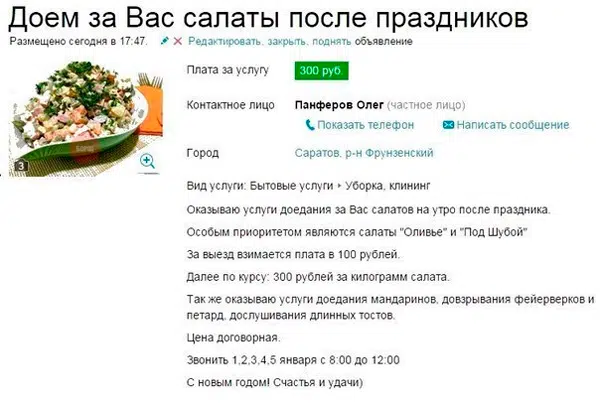 Доем за Вас салаты после праздников
Размещено сегодня в 17:47. Редактировать, закрыть, поднять объявление
Плата за услугу 300 руб.
Контактное лицо Панферов Олег (частное лицо)
Показать телефон Написать сообщение
3
Город Саратов, р-н Фрунзенский
Вид услуги: Бытовые услуги ▸ Уборка, клининг
Оказываю услуги доедания за Вас салатов на утро после праздника.
Особым приоритетом являются салаты "Оливье" и "Под Шубой"
За выезд взимается плата в 100 рублей.
Далее по курсу: 300 рублей за килограмм салата.
Так же оказываю услуги доедания мандаринов, довзрывания фейерверков и
петард, дослушивания длинных тостов.
Цена договорная.
Звонить 1,2,3,4,5 января с 8:00 до 12:00
С новым годом! Счастья и удачи)